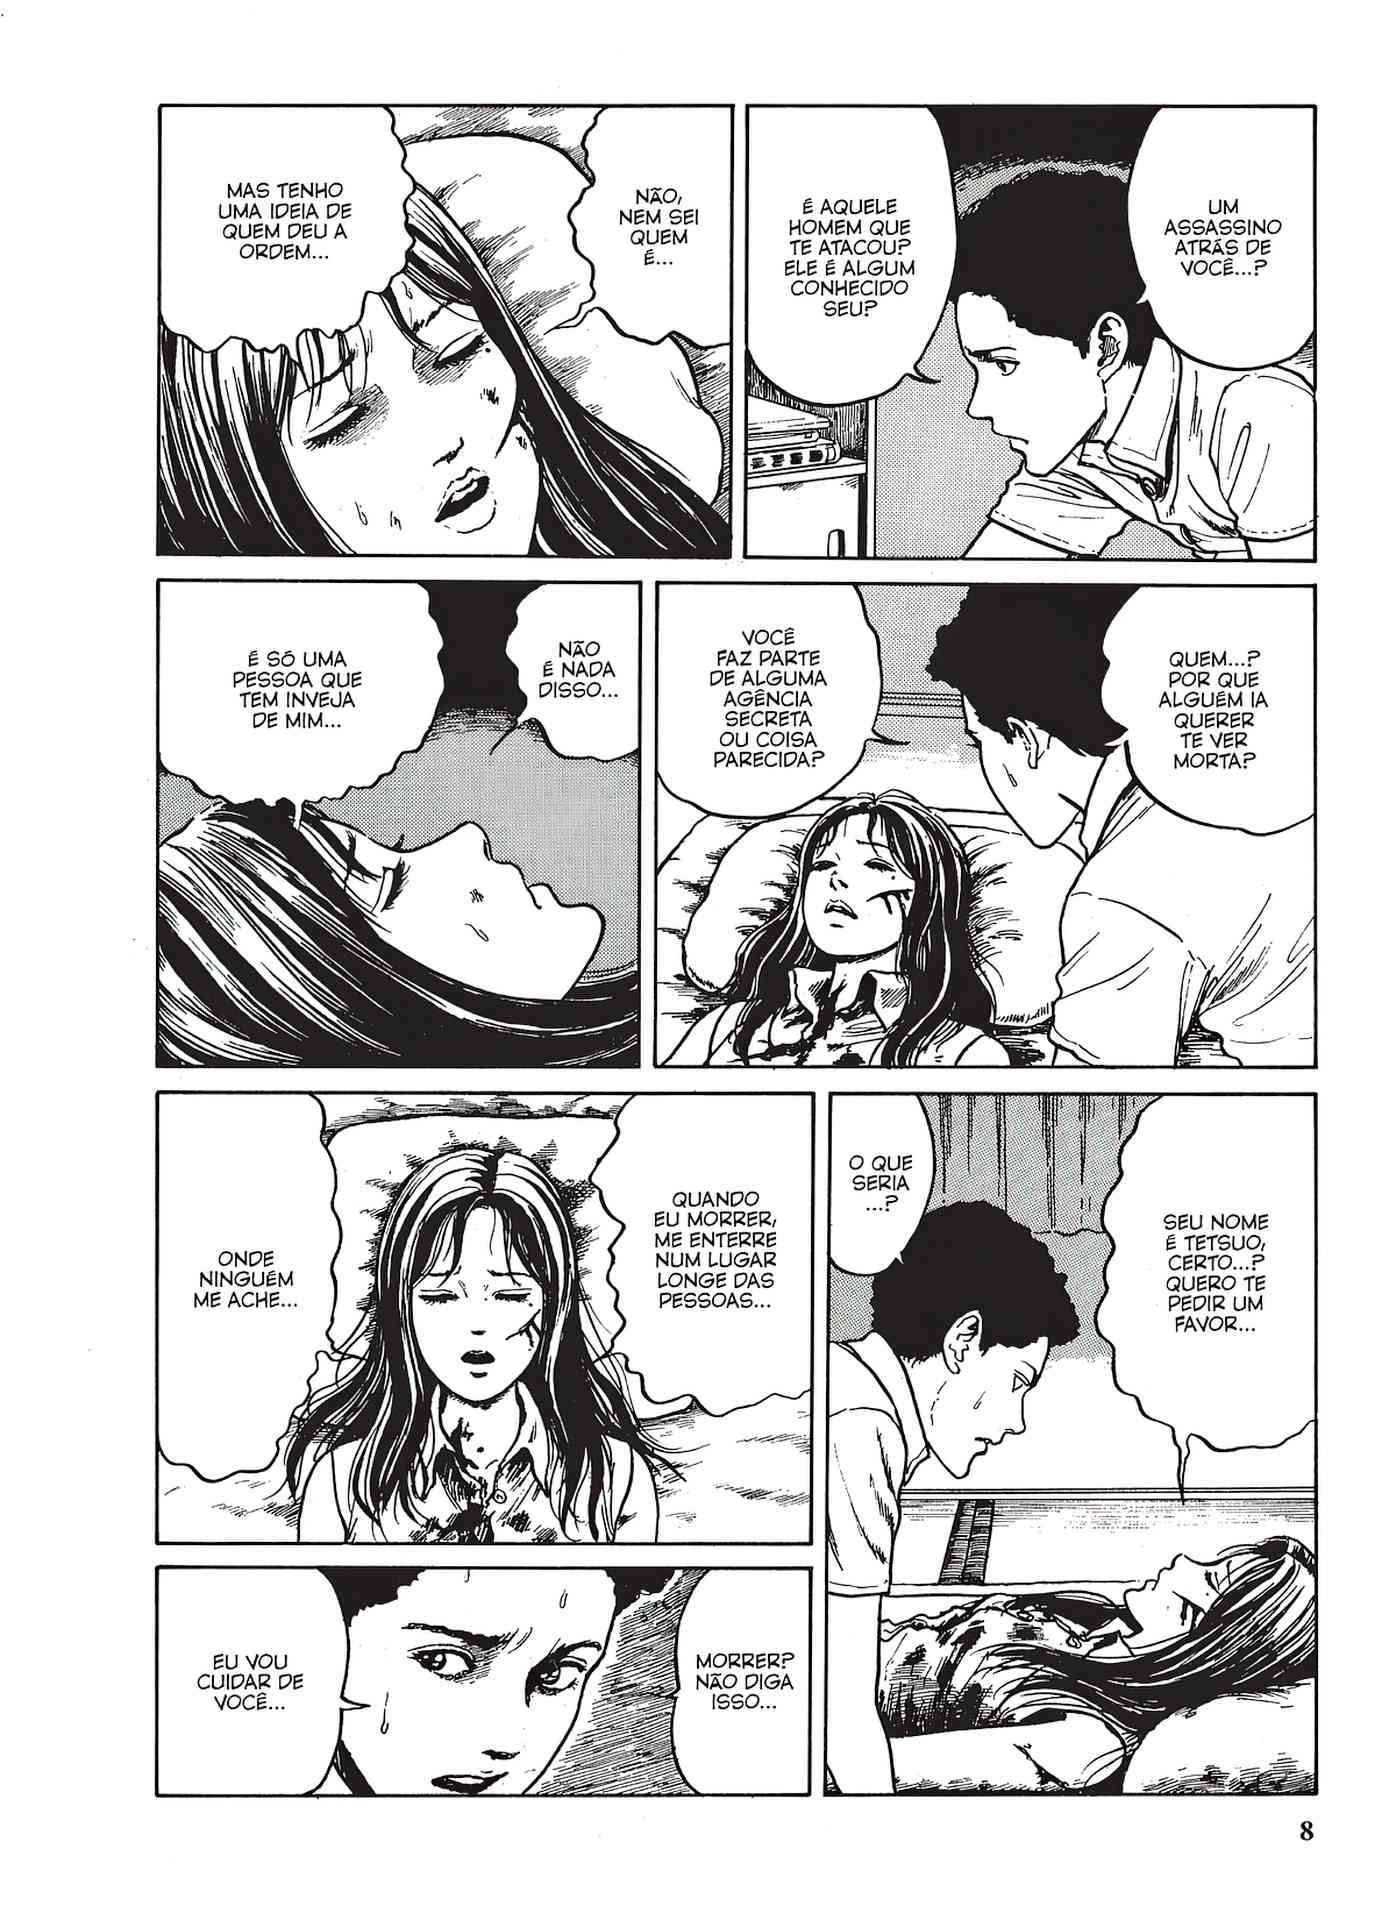 UM
ASSASSINO
ATRÁS DE
VOCÊ...?
É AQUELE
HOMEM QUE
TE ATACOU?
ELE É ALGUM
CONHECIDO
SEU?
NÃO,
NEM SEI
QUEM
É...
MAS TENHO
UMA IDEIA DE
QUEM DEU A
ORDEM...
QUEM...?
POR QUE
ALGUÉM IA
QUERER
TE VER
MORTA?
VOCÊ
FAZ PARTE
DE ALGUMA
AGÊNCIA
SECRETA
OU COISA
PARECIDA?
NÃO
É NADA
DISSO...
É SÓ UMA
PESSOA QUE
TEM INVEJA
DE MIM...
SEU NOME
É TETSUO,
CERTO...?
QUERO TE
PEDIR UM
FAVOR...
O QUE
SERIA
...?
QUANDO
EU MORRER,
ME ENTERRE
NUM LUGAR
LONGE DAS
PESSOAS...
ONDE
NINGUÉM
ME ACHE...
MORRER?
NÃO DIGA
ISSO...
EU VOU
CUIDAR DE
VOCÊ...
8